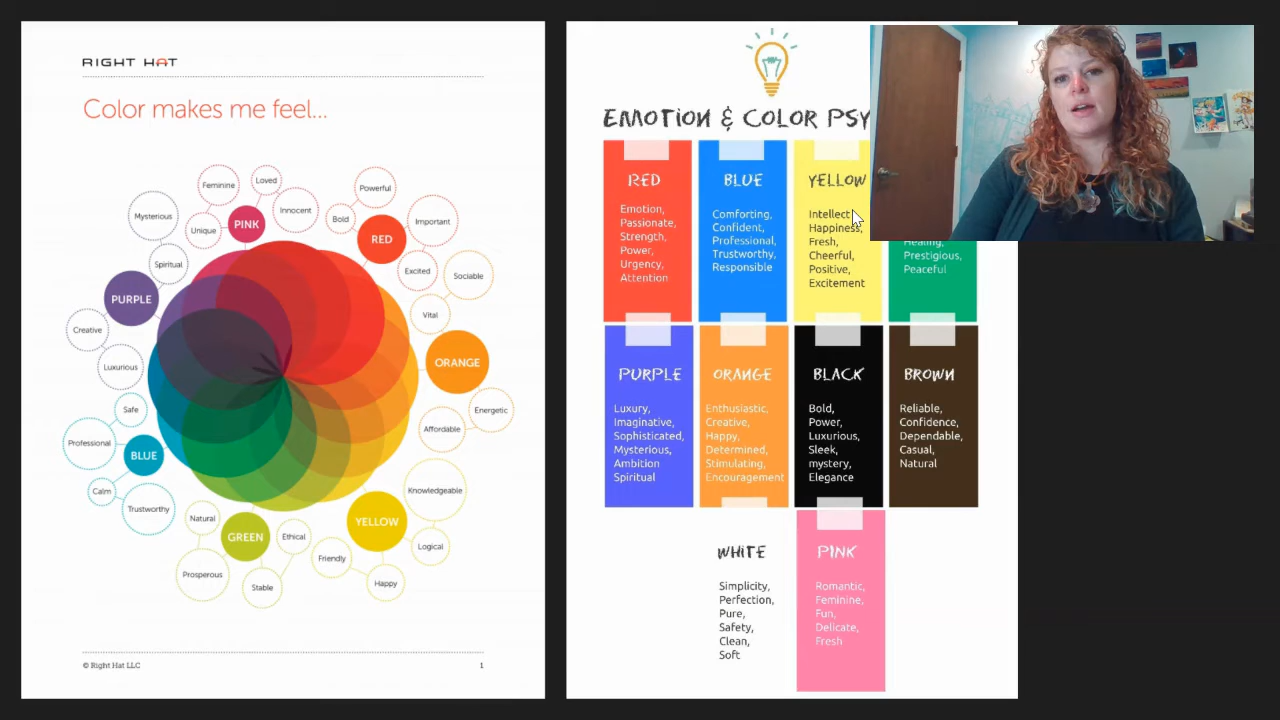 RIGHT HAT
Color makes me feel...
Feminine
Loved
Innocent
Unique
PINK
Mysterious
Spiritual
PURPLE
Creative
Luxurious
Powerful
Bold
RED
Important
Excited
Sociable
Vital
ORANGE
Energetic
Affordable
Safe
Professional
BLUE
Calm
Trustworthy
Natural
GREEN
Ethical
Prosperous
Stable
Knowledgeable
YELLOW
Logical
Friendly
Happy
© Right Hat LLC
1
EMOTION & COLOR PSY
RED
Emotion,
Passionate,
Strength,
Power,
Urgency,
Attention
BLUE
Comforting,
Confident,
Professional,
Trustworthy,
Responsible
YELLOW
Intellect
Happiness,
Fresh,
Cheerful,
Positive,
Excitement
Healing,
Prestigious,
Peaceful
PURPLE
Luxury,
Imaginative,
Sophisticated,
Mysterious,
Ambition
Spiritual
ORANGE
Enthusiastic,
Creative,
Happy,
Determined,
Stimulating,
Encouragement
BLACK
Bold,
Power,
Luxurious,
Sleek,
mystery,
Elegance
BROWN
Reliable,
Confidence,
Dependable,
Casual,
Natural
WHITE
Simplicity,
Perfection,
Pure,
Safety,
Clean,
Soft
PINK
Romantic,
Feminine,
Fun,
Delicate,
Fresh